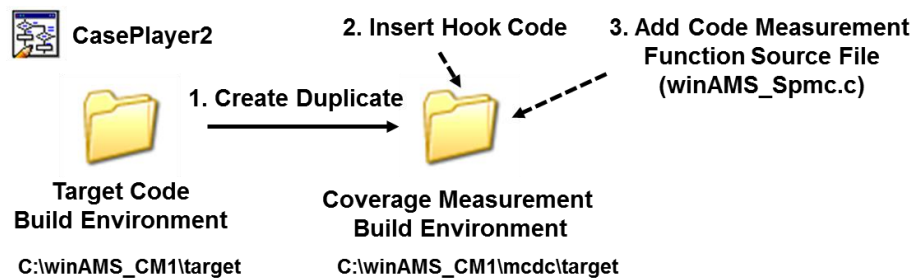 CasePlayer2
2. Insert Hook Code
3. Add Code Measurement
Function Source File
(winAMS_Spmc.c)
1. Create Duplicate
Target Code
Build Environment
Coverage Measurement
Build Environment
C:\winAMS_CM1\target
C:\winAMS_CM1\mcdc\target